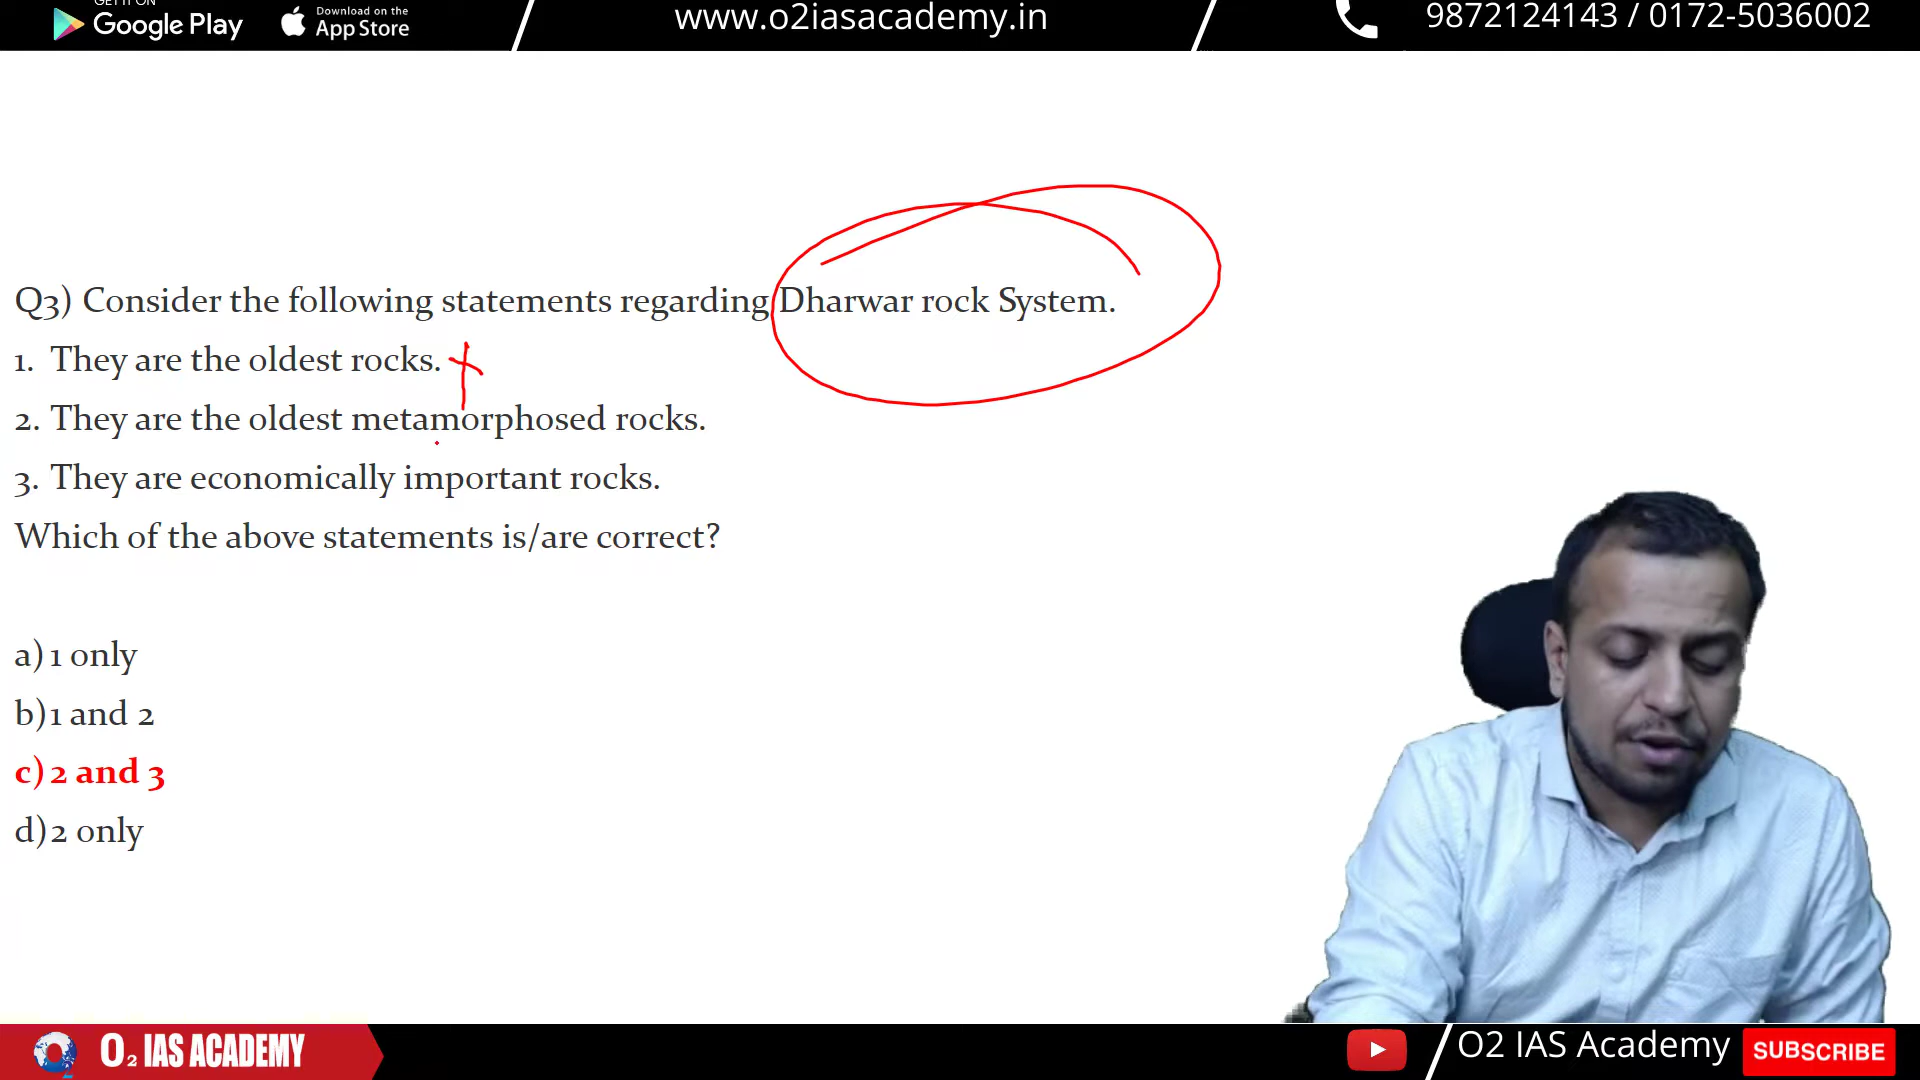 GET IT ON
Google Play
Download on the
App Store
www.o2iasacademy.in
9872124143 / 0172-5036002
Q3) Consider the following statements regarding Dharwar rock System.
1. They are the oldest rocks.
2. They are the oldest metamorphosed rocks.
3. They are economically important rocks.
Which of the above statements is/are correct?
a) 1 only
b) 1 and 2
c) 2 and 3
d) 2 only
O2 IAS ACADEMY
O2 IAS Academy
SUBSCRIBE